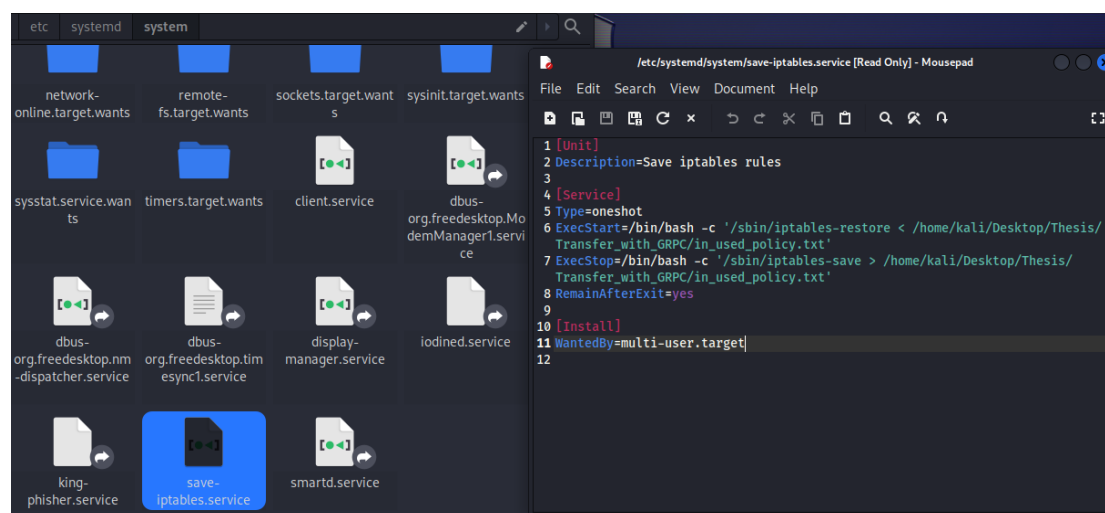 etc systemd system
network-
online.target.wants
remote-
fs.target.wants
sockets.target.want
s
sysinit.target.wants
sysstat.service.wan
ts
timers.target.wants
client.service
dbus-
org.freedesktop.Mo
demManager1.servi
ce
dbus-
org.freedesktop.nm
-dispatcher.service
dbus-
org.freedesktop.tim
esync1.service
display-
manager.service
iodined.service
king-
phisher.service
save-
iptables.service
smartd.service
/etc/systemd/system/save-iptables.service [Read Only] - Mousepad
File Edit Search View Document Help
1 [Unit]
2 Description=Save iptables rules
3
4 [Service]
5 Type=oneshot
6 ExecStart=/bin/bash -c '/sbin/iptables-restore < /home/kali/Desktop/Thesis/
Transfer_with_GRPC/in_used_policy.txt'
7 ExecStop=/bin/bash -c '/sbin/iptables-save > /home/kali/Desktop/Thesis/
Transfer_with_GRPC/in_used_policy.txt'
8 RemainAfterExit=yes
9
10 [Install]
11 WantedBy=multi-user.target
12